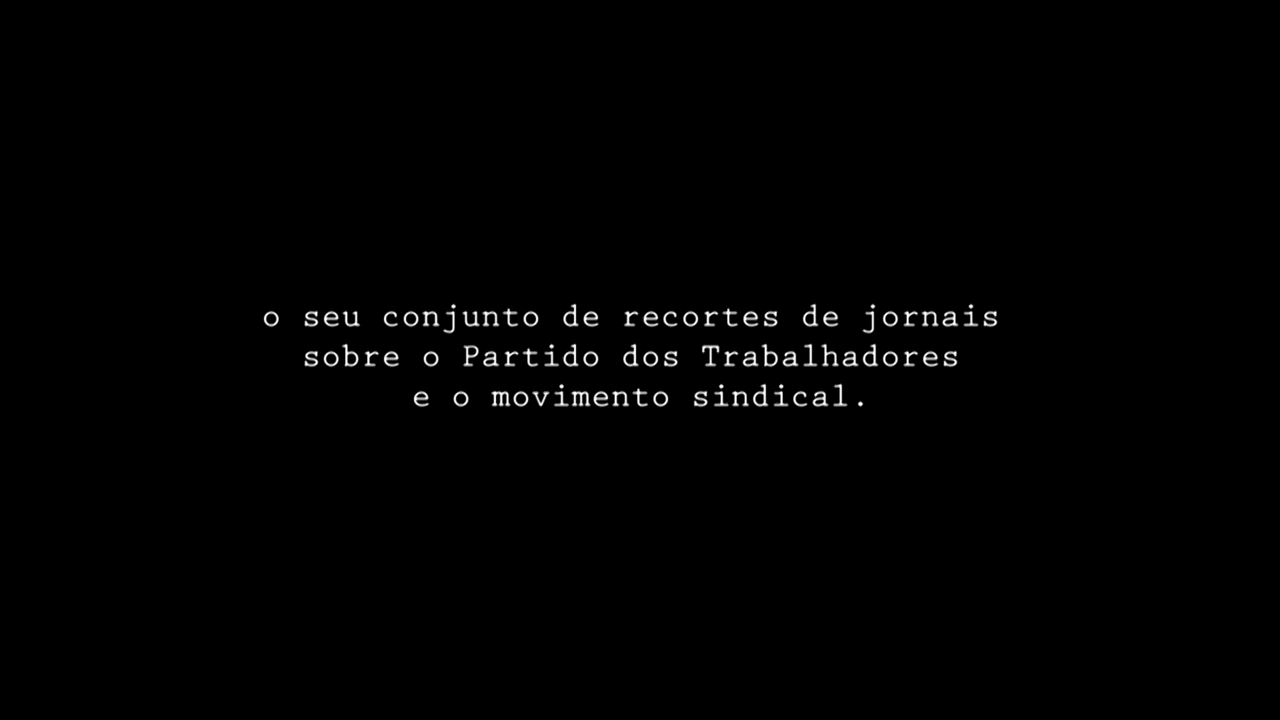 o seu conjunto de recortes de jornais
sobre o Partido dos Trabalhadores
e o movimento sindical.